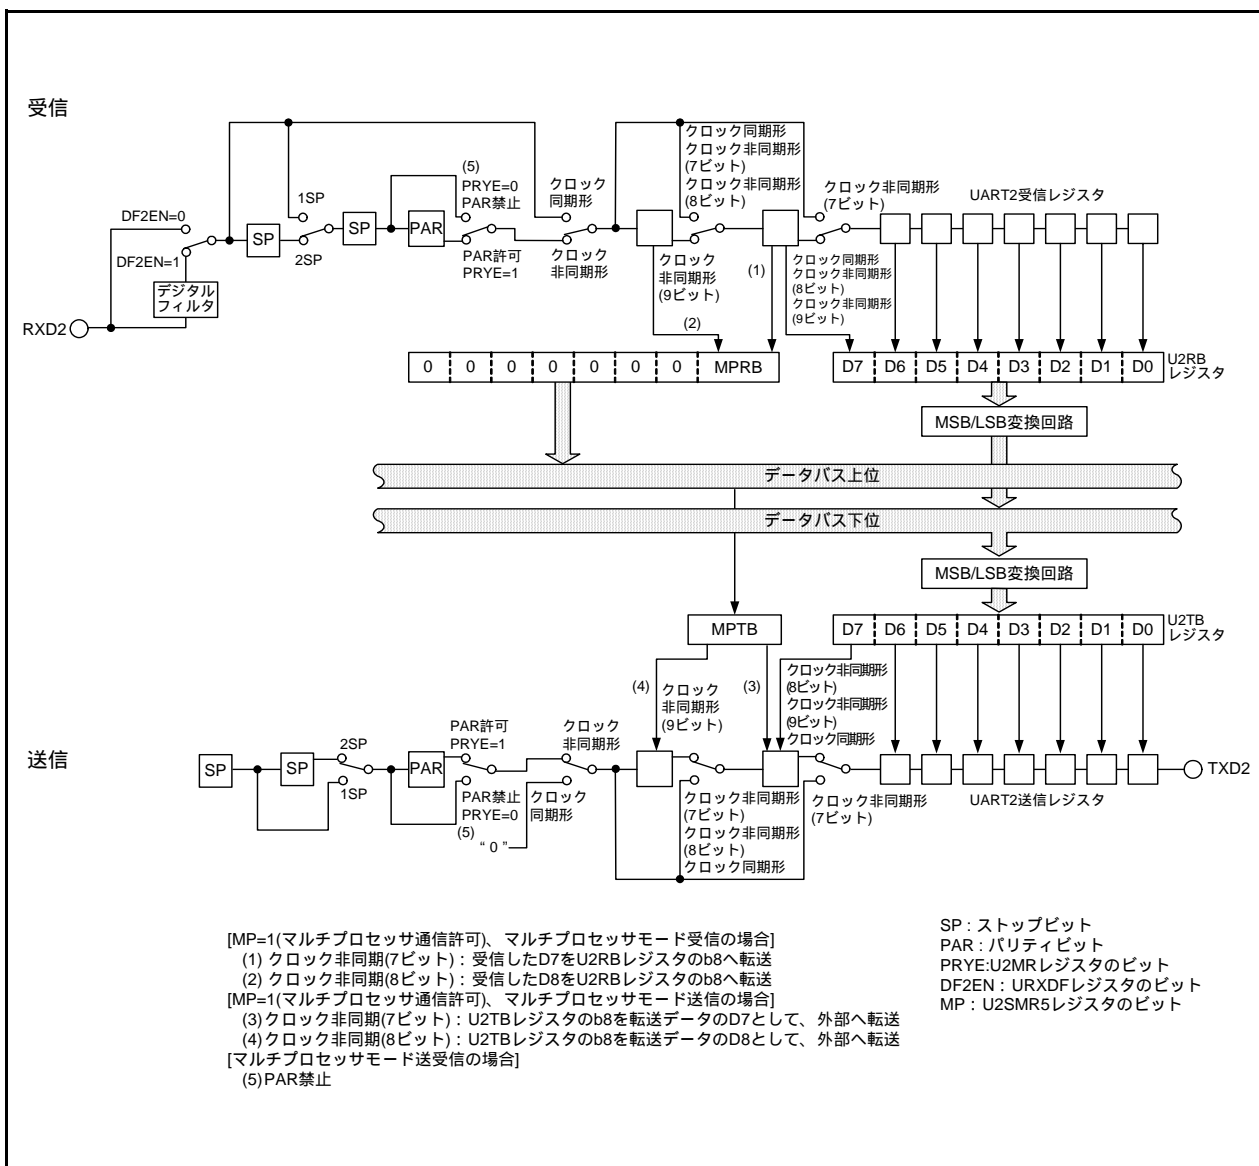 受信
RXD2
DF2EN=0
DF2EN=1
デジタル
フィルタ
SP
1SP
2SP
SP
PAR
(5)
PRYE=0
PAR禁止
PAR許可
PRYE=1
クロック
同期形
クロック
非同期形
クロック同期形
クロック非同期形
(7ビット)
クロック非同期形
(8ビット)
クロック
非同期形
(9ビット)
(2)
(1)
クロック非同期形
(7ビット)
クロック同期形
クロック非同期形
(8ビット)
クロック非同期形
(9ビット)
UART2受信レジスタ
0 0 0 0 0 0 0 MPRB
D7 D6 D5 D4 D3 D2 D1 D0
U2RB
レジスタ
MSB/LSB変換回路
データバス上位
データバス下位
MSB/LSB変換回路
MPTB
D7 D6 D5 D4 D3 D2 D1 D0
U2TB
レジスタ
送信
SP
SP
2SP
1SP
PAR
PAR許可
PRYE=1
PAR禁止
PRYE=0
(5)
“ 0 ”
クロック
非同期形
クロック
同期形
(4)
クロック
非同期形
(9ビット)
(3)
クロック非同期形
(8ビット)
クロック非同期形
(9ビット)
クロック同期形
クロック非同期形
(7ビット)
クロック非同期形
(8ビット)
クロック同期形
クロック非同期形
(7ビット)
UART2送信レジスタ
TXD2
[MP=1(マルチプロセッサ通信許可)、マルチプロセッサモード受信の場合]
(1) クロック非同期(7ビット) : 受信したD7をU2RBレジスタのb8へ転送
(2) クロック非同期(8ビット) : 受信したD8をU2RBレジスタのb8へ転送
[MP=1(マルチプロセッサ通信許可)、マルチプロセッサモード送信の場合]
(3)クロック非同期(7ビット) : U2TBレジスタのb8を転送データのD7として、外部へ転送
(4)クロック非同期(8ビット) : U2TBレジスタのb8を転送データのD8として、外部へ転送
[マルチプロセッサモード送受信の場合]
(5)PAR禁止
SP : ストップビット
PAR : パリティビット
PRYE:U2MRレジスタのビット
DF2EN : URXDFレジスタのビット
MP : U2SMR5レジスタのビット